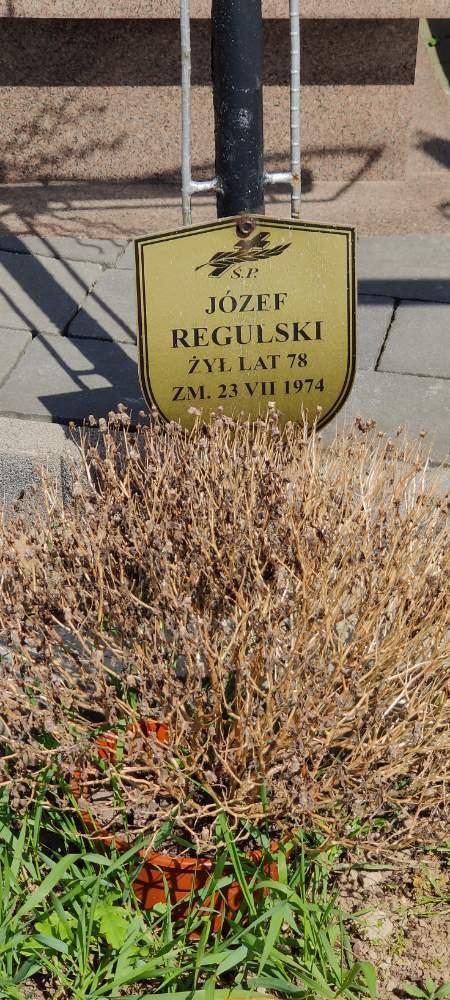 Ś.P.
JÓZEF
REGULSKI
ŻYŁ LAT 78
ZM. 23 VII 1974